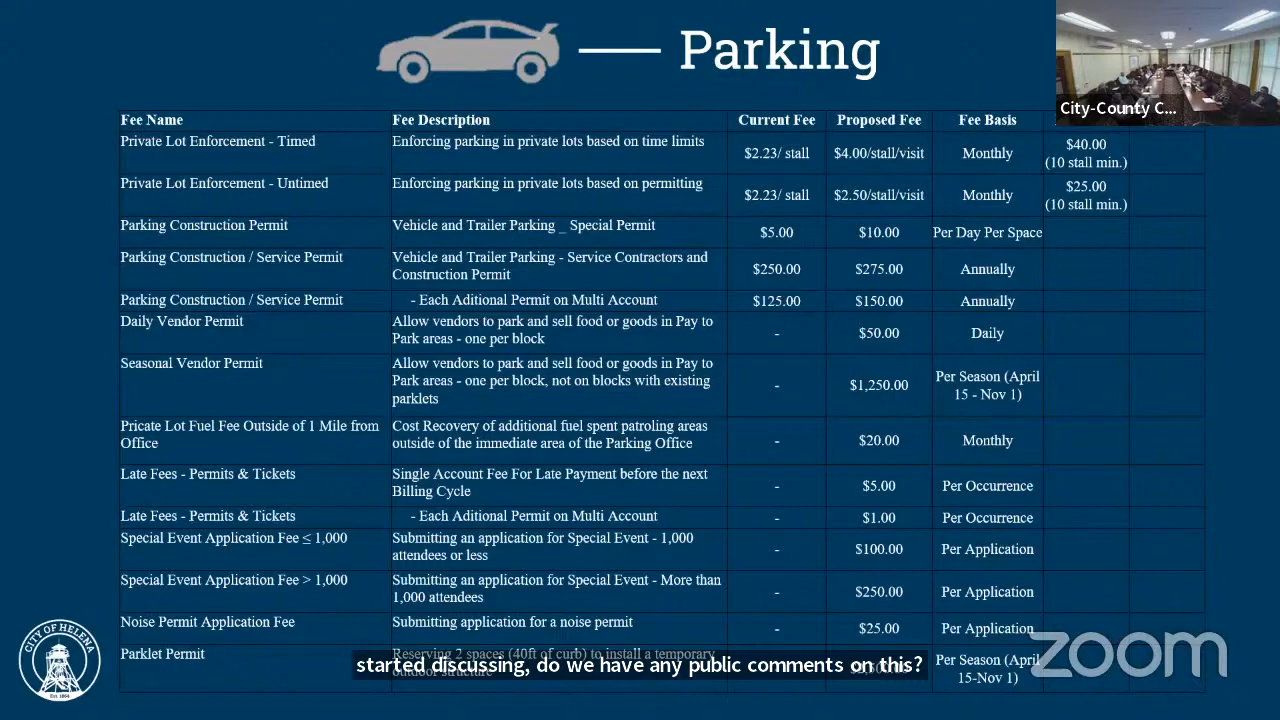 Parking
City-County C...
Fee Name Fee Description Current Fee Proposed Fee Fee Basis
Private Lot Enforcement - Timed Enforcing parking in private lots based on time limits $2.23/ stall $4.00/stall/visit Monthly $40.00
(10 stall min.)
Private Lot Enforcement - Untimed Enforcing parking in private lots based on permitting $2.23/ stall $2.50/stall/visit Monthly $25.00
(10 stall min.)
Parking Construction Permit Vehicle and Trailer Parking _ Special Permit $5.00 $10.00 Per Day Per Space
Parking Construction / Service Permit Vehicle and Trailer Parking - Service Contractors and
Construction Permit $250.00 $275.00 Annually
Parking Construction / Service Permit - Each Aditional Permit on Multi Account $125.00 $150.00 Annually
Daily Vendor Permit Allow vendors to park and sell food or goods in Pay to
Park areas - one per block - $50.00 Daily
Seasonal Vendor Permit Allow vendors to park and sell food or goods in Pay to
Park areas - one per block, not on blocks with existing
parklets - $1,250.00 Per Season (April
15 - Nov 1)
Pricate Lot Fuel Fee Outside of 1 Mile from
Office Cost Recovery of additional fuel spent patroling areas
outside of the immediate area of the Parking Office - $20.00 Monthly
Late Fees - Permits & Tickets Single Account Fee For Late Payment before the next
Billing Cycle - $5.00 Per Occurrence
Late Fees - Permits & Tickets - Each Aditional Permit on Multi Account - $1.00 Per Occurrence
Special Event Application Fee ≤ 1,000 Submitting an application for Special Event - 1,000
attendees or less - $100.00 Per Application
Special Event Application Fee > 1,000 Submitting an application for Special Event - More than
1,000 attendees - $250.00 Per Application
Noise Permit Application Fee Submitting application for a noise permit - $25.00 Per Application
Parklet Permit Reserving 2 spaces (40ft of curb) to install a temporary
outdoor structure Per Season (April
15-Nov 1)
started discussing, do we have any public comments on this?
CITY OF HELENA
Est. 1864
zoom